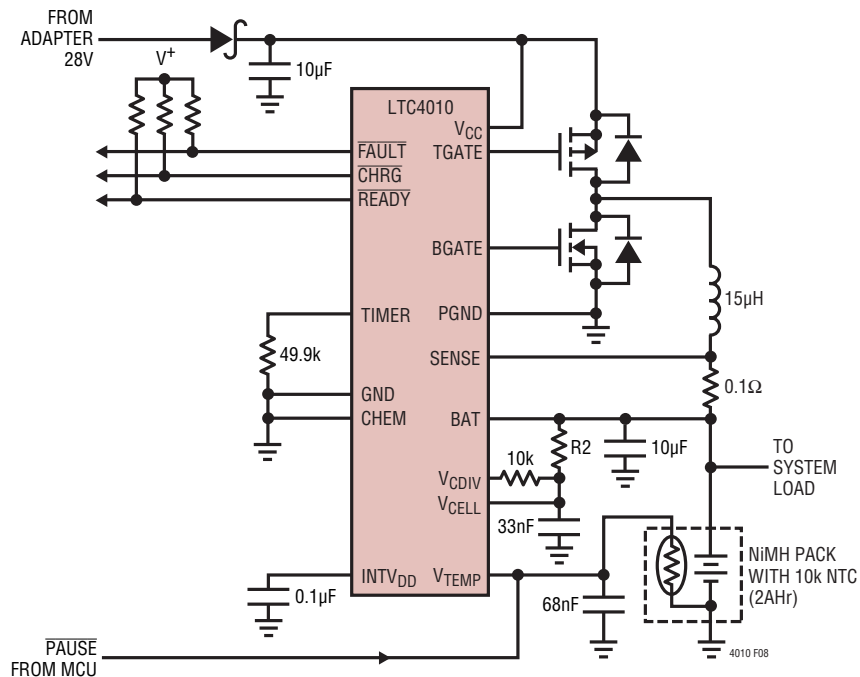 FROM
ADAPTER
28V
V+
10µF
LTC4010
VCC
FAULT
TGATE
CHRG
READY
BGATE
15µH
TIMER
PGND
49.9k
SENSE
0.1Ω
GND
CHEM
BAT
R2
10µF
TO
SYSTEM
LOAD
10k
VCDIV
VCELL
33nF
INTVDD
VTEMP
0.1µF
68nF
NiMH PACK
WITH 10k NTC
(2AHr)
PAUSE
FROM MCU
4010 F08